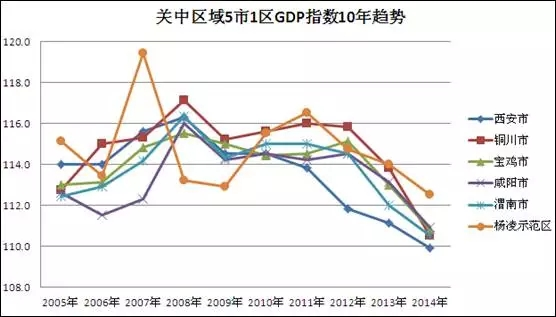 关中区域5市1区GDP指数10年趋势
120.0
118.0
116.0
114.0
112.0
110.0
108.0
2005年 2006年 2007年 2008年 2009年 2010年 2011年 2012年 2013年 2014年
西安市
铜川市
宝鸡市
咸阳市
渭南市
杨凌示范区